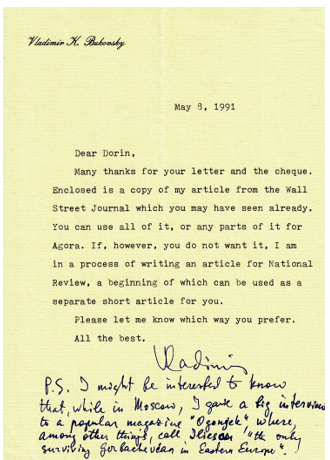 Vladimir K. Bukovsky
May 8, 1991
Dear Dorin,
Many thanks for your letter and the cheque.
Enclosed is a copy of my article from the Wall
Street Journal which you may have seen already.
You can use all of it, or any parts of it for
Agora. If, however, you do not want it, I am
in a process of writing an article for National
Review, a beginning of which can be used as a
separate short article for you.
Please let me know which way you prefer.
All the best.
Vladimir
P.S. I might be interested to know
that, while in Moscow, I gave a big interview
to a popular magazine "Ogonyok", where,
among other things, call Iliescu "the only
surviving Gorbachevean in Eastern Europe".